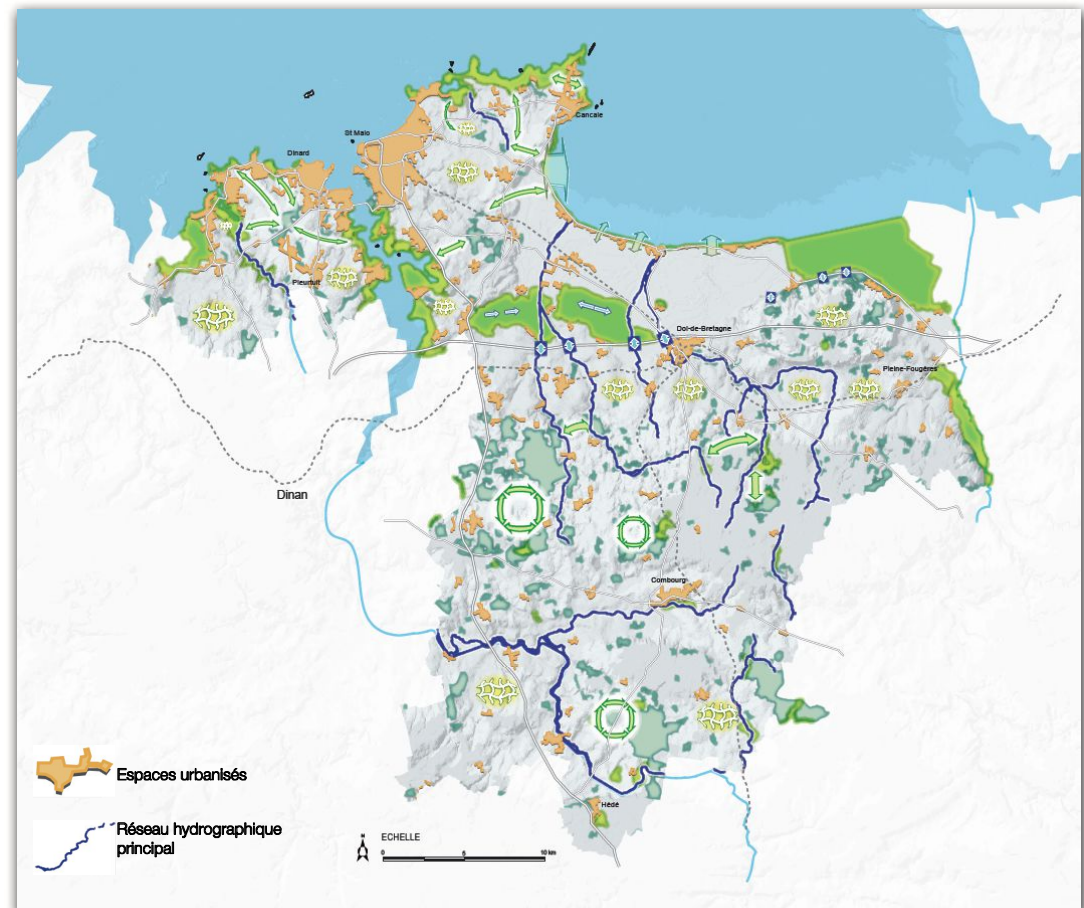 Cancale
St Malo
Dinard
Pleurtuit
Dol-de-Bretagne
Pleine-Fougères
Dinan
Combourg
Espaces urbanisés
Hédé
Réseau hydrographique
principal
N
ECHELLE
0 5 10 km